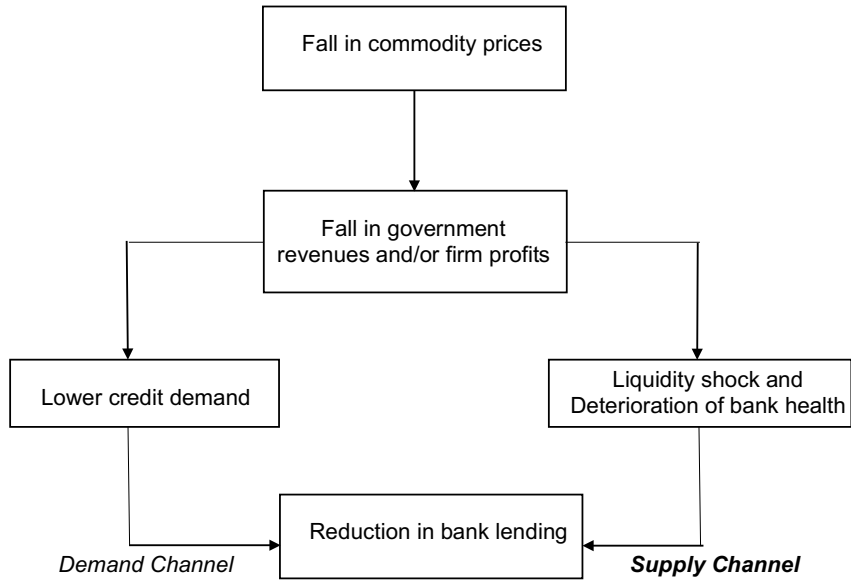 Fall in commodity prices
Fall in government
revenues and/or firm profits
Lower credit demand
Liquidity shock and
Deterioration of bank health
Reduction in bank lending
Demand Channel
Supply Channel